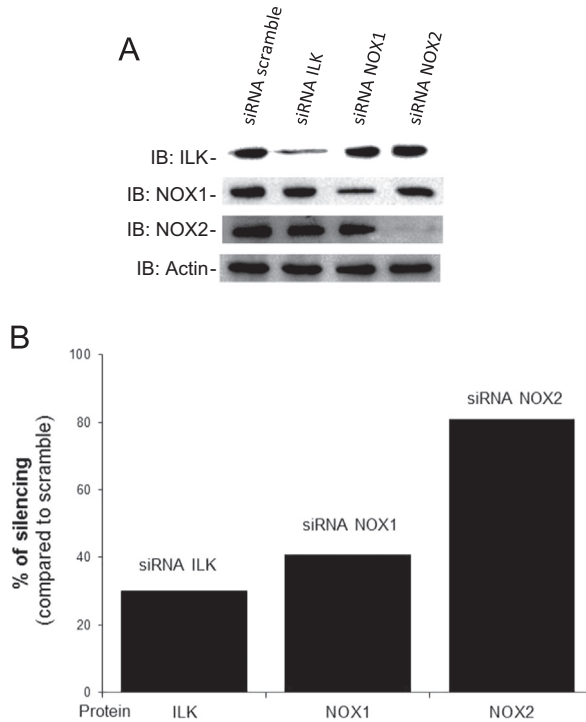 A
siRNA scramble
siRNA ILK
siRNA NOX1
siRNA NOX2
IB: ILK-
IB: NOX1-
IB: NOX2-
IB: Actin-
B
% of silencing
(compared to scramble)
100
80
60
40
20
0
siRNA ILK
siRNA NOX1
siRNA NOX2
Protein ILK NOX1 NOX2